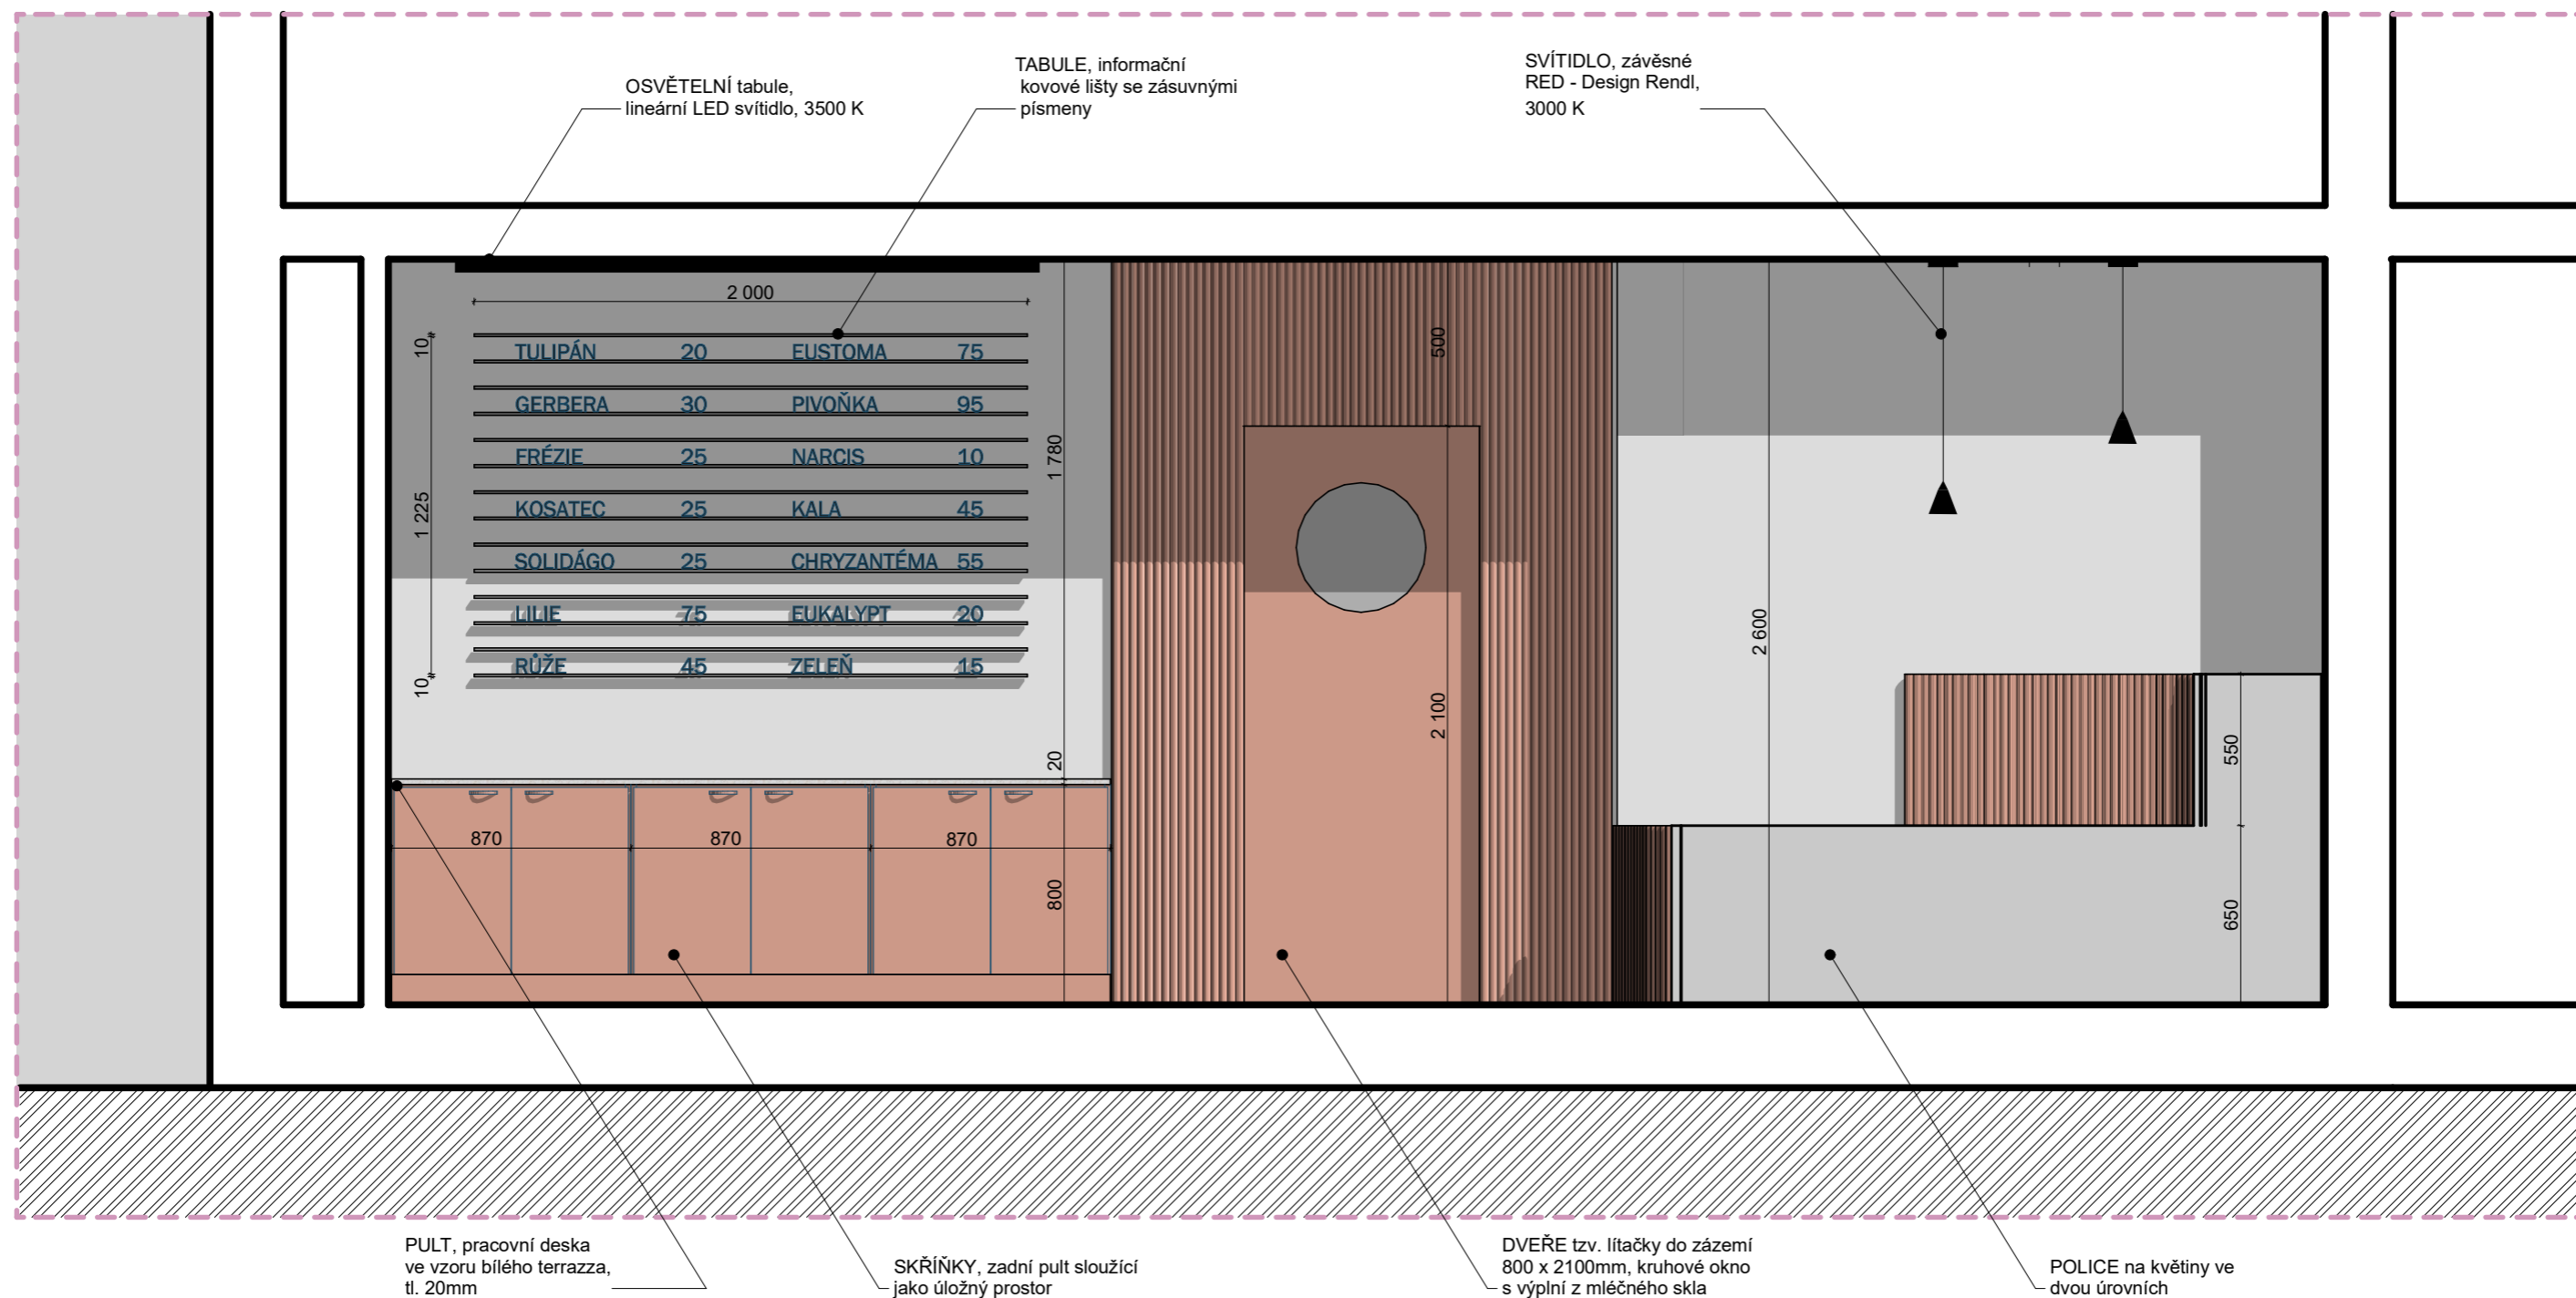 OSVĚTELNÍ tabule,
lineární LED svítidlo, 3500 K
TABULE, informační
kovové lišty se zásuvnými
písmeny
SVÍTIDLO, závěsné
RED - Design Rendl,
3000 K
2 000
10
1 225
10
TULIPÁN 20 EUSTOMA 75
GERBERA 30 PIVOŇKA 95
FRÉZIE 25 NARCIS 10
KOSATEC 25 KALA 45
SOLIDÁGO 25 CHRYZANTÉMA 55
LILIE 75 EUKALYPT 20
RŮŽE 45 ZELEŇ 15
1 780
20
800
500
2 100
2 600
550
650
870 870 870
PULT, pracovní deska
ve vzoru bílého terrazza,
tl. 20mm
SKŘÍŇKY, zadní pult sloužící
jako úložný prostor
DVEŘE tzv. lítačky do zázemí
800 x 2100mm, kruhové okno
s výplní z mléčného skla
POLICE na květiny ve
dvou úrovních